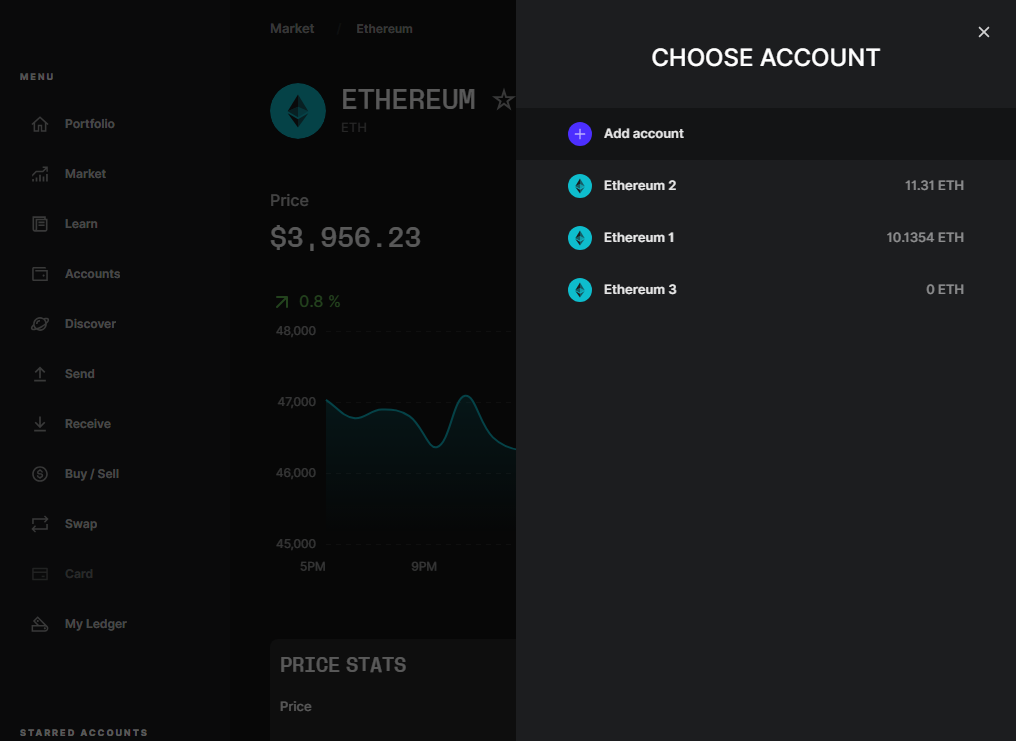 Market / Ethereum
CHOOSE ACCOUNT
MENU
ETHEREUM
ETH
Portfolio
Market
Learn
Accounts
Discover
Send
Receive
Buy / Sell
Swap
Card
My Ledger
STARRED ACCOUNTS
Price
$3,956.23
0.8 %
48,000
47,000
46,000
45,000
5PM 9PM
PRICE STATS
Price
Add account
Ethereum 2 11.31 ETH
Ethereum 1 10.1354 ETH
Ethereum 3 0 ETH